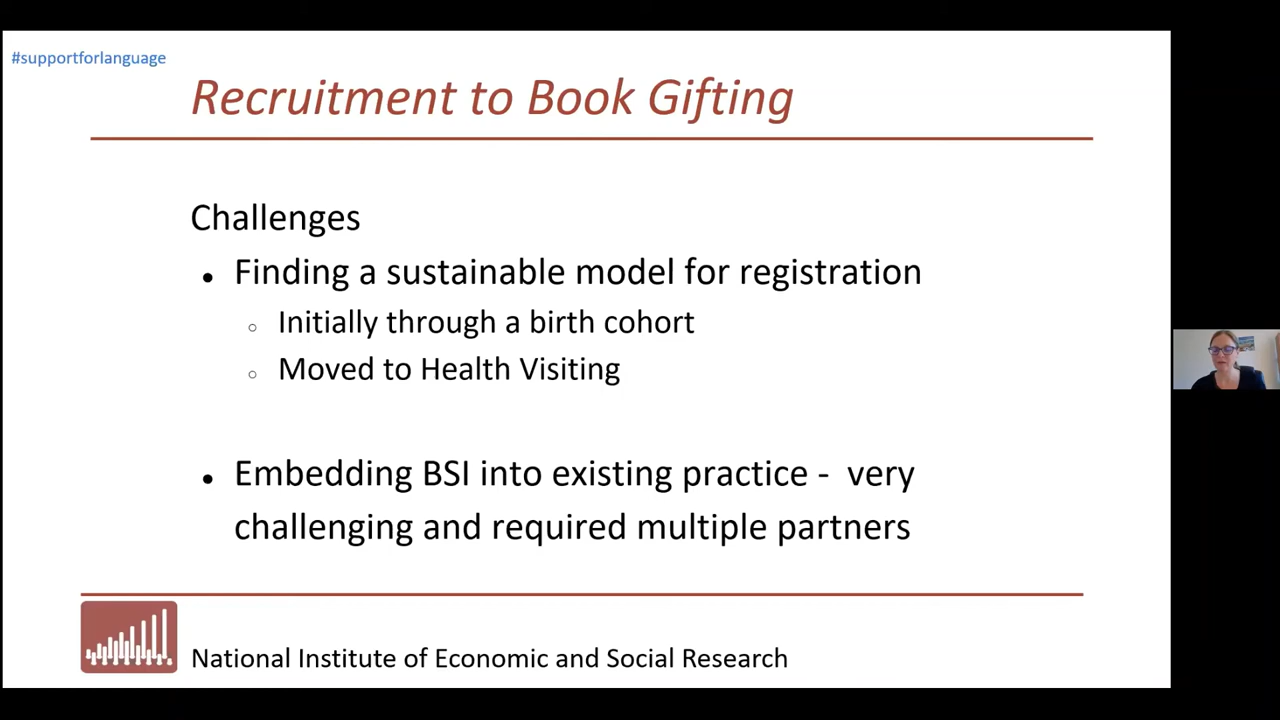 #supportforlanguage
Recruitment to Book Gifting
Challenges
• Finding a sustainable model for registration
○ Initially through a birth cohort
○ Moved to Health Visiting
• Embedding BSI into existing practice - very
challenging and required multiple partners
National Institute of Economic and Social Research